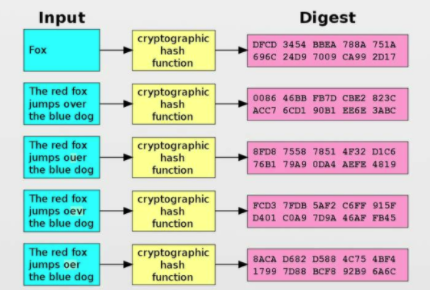 Input
Digest
Fox
cryptographic
hash
function
DFCD 3454 BBEA 788A 751A
696C 24D9 7009 CA99 2D17
The red fox
jumps over
the blue dog
cryptographic
hash
function
0086 46BB FB7D CBE2 823C
ACC7 6CD1 90B1 EE6E 3ABC
The red fox
jumps ouer
the blue dog
cryptographic
hash
function
8FD8 7558 7851 4F32 D1C6
76B1 79A9 0DA4 AEFE 4819
The red fox
jumps oevr
the blue dog
cryptographic
hash
function
FCD3 7FDB 5AF2 C6FF 915F
D401 C0A9 7D9A 46AF FB45
The red fox
jumps oer
the blue dog
cryptographic
hash
function
8ACA D682 D588 4C75 4BF4
1799 7D88 BCF8 92B9 6A6C